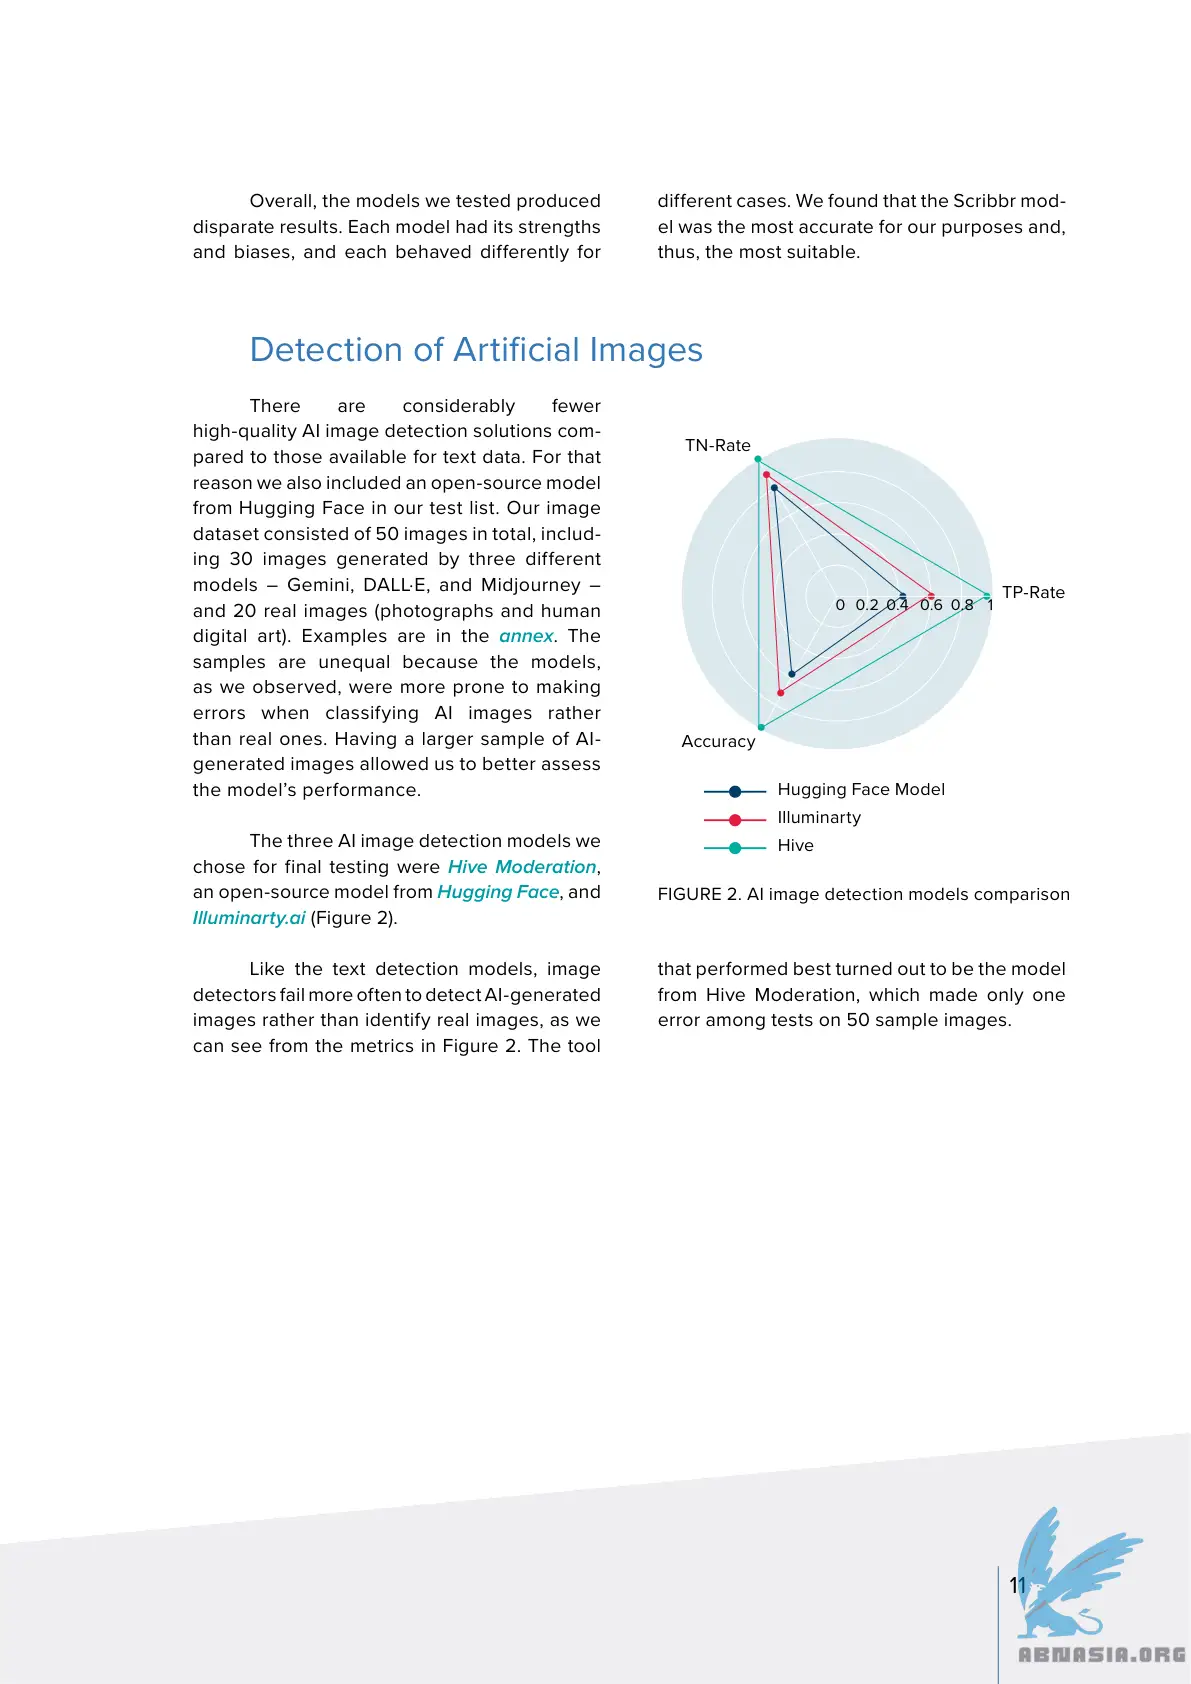 Overall, the models we tested produced
disparate results. Each model had its strengths
and biases, and each behaved differently for
different cases. We found that the Scribbr mod-
el was the most accurate for our purposes and,
thus, the most suitable.
Detection of Artificial Images
There are considerably fewer
high-quality AI image detection solutions com-
pared to those available for text data. For that
reason we also included an open-source model
from Hugging Face in our test list. Our image
dataset consisted of 50 images in total, includ-
ing 30 images generated by three different
models – Gemini, DALL·E, and Midjourney –
and 20 real images (photographs and human
digital art). Examples are in the annex. The
samples are unequal because the models,
as we observed, were more prone to making
errors when classifying AI images rather
than real ones. Having a larger sample of AI-
generated images allowed us to better assess
the model's performance.
The three AI image detection models we
chose for final testing were Hive Moderation,
an open-source model from Hugging Face, and
Illuminarty.ai (Figure 2).
Like the text detection models, image
detectors fail more often to detect AI-generated
images rather than identify real images, as we
can see from the metrics in Figure 2. The tool
TN-Rate
TP-Rate
0 0.2 0.4 0.6 0.8 1
Accuracy
Hugging Face Model
Illuminarty
Hive
FIGURE 2. AI image detection models comparison
that performed best turned out to be the model
from Hive Moderation, which made only one
error among tests on 50 sample images.
11
ABNASIA.ORG